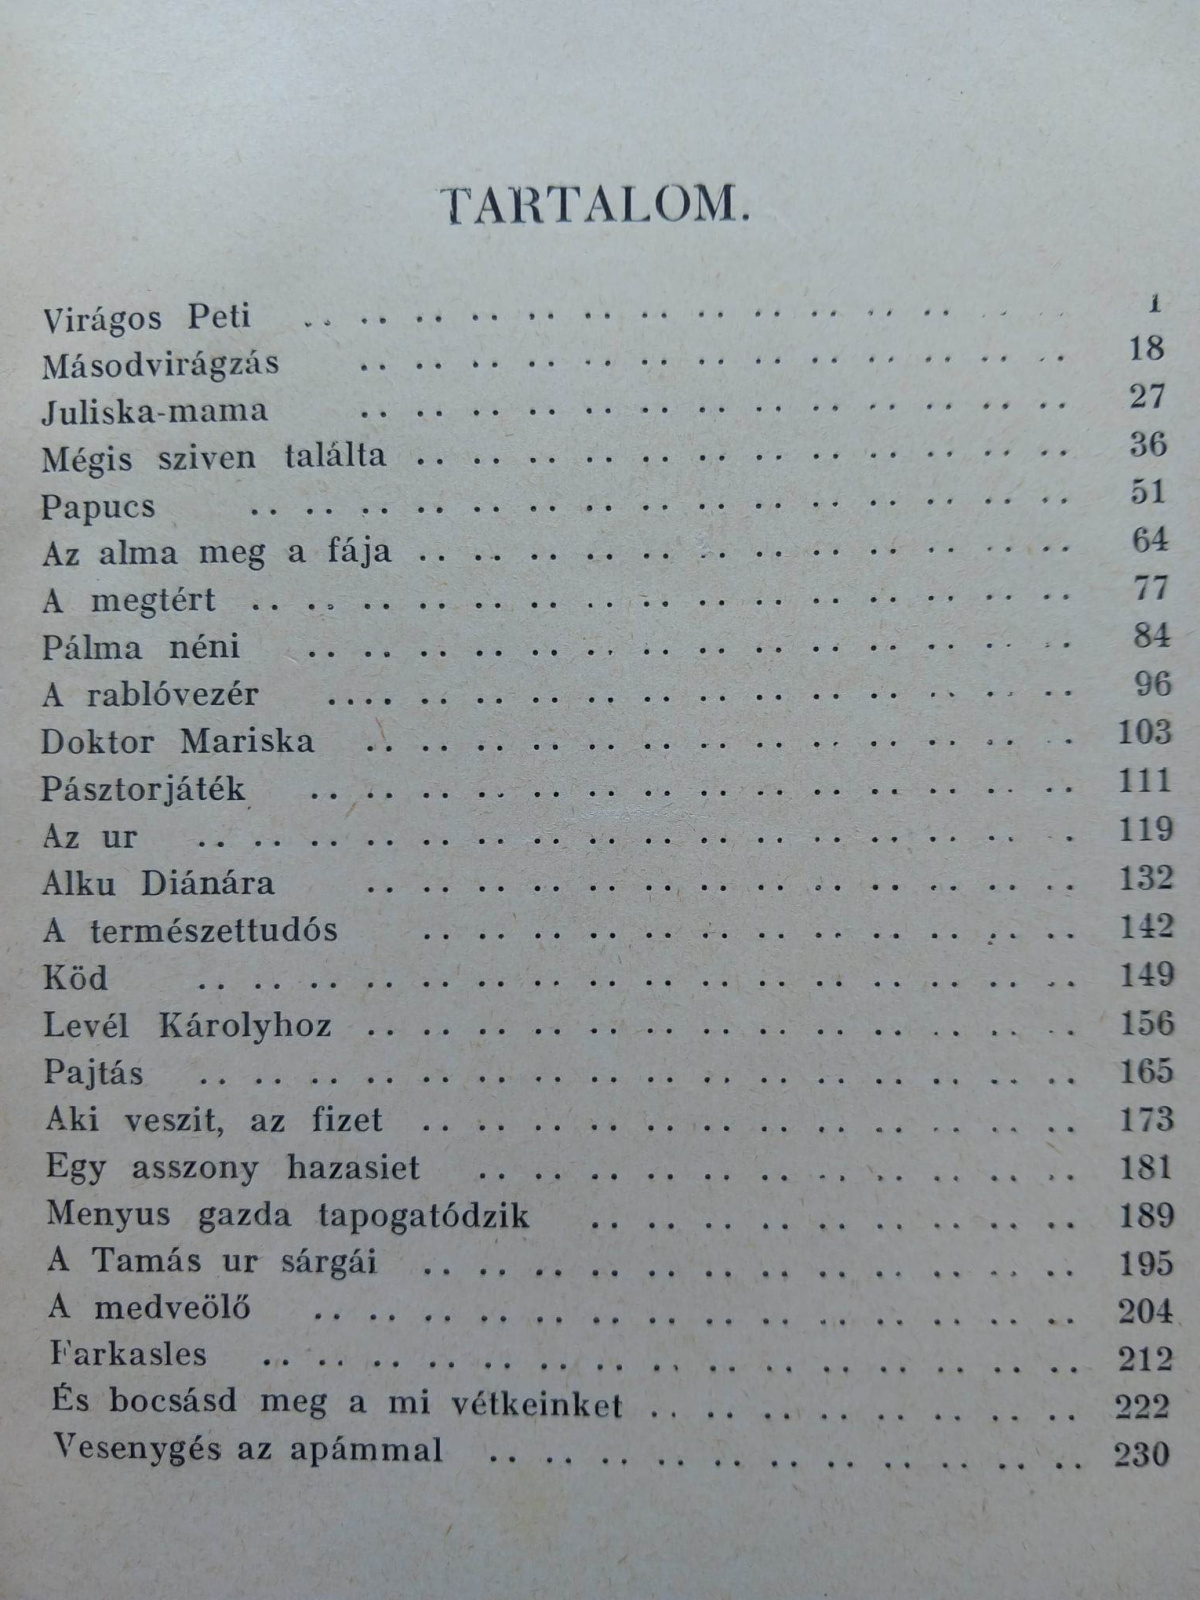 TARTALOM.
Virágos Peti .. .. .. .. .. .. .. .. .. .. .. .. .. .. 1
Másodvirágzás .. .. .. .. .. .. .. .. .. .. .. .. .. 18
Juliska-mama .. .. .. .. .. .. .. .. .. .. .. .. .. 27
Mégis sziven találta .. .. .. .. .. .. .. .. .. .. .. .. 36
Papucs .. .. .. .. .. .. .. .. .. .. .. .. .. .. .. 51
Az alma meg a fája .. .. .. .. .. .. .. .. .. .. .. .. 64
A megtért .. .. .. .. .. .. .. .. .. .. .. .. .. .. .. 77
Pálma néni .. .. .. .. .. .. .. .. .. .. .. .. .. .. 84
A rablóvezér .. .. .. .. .. .. .. .. .. .. .. .. .. .. 96
Doktor Mariska .. .. .. .. .. .. .. .. .. .. .. .. .. 103
Pásztorjáték .. .. .. .. .. .. .. .. .. .. .. .. .. .. 111
Az ur .. .. .. .. .. .. .. .. .. .. .. .. .. .. .. .. 119
Alku Diánára .. .. .. .. .. .. .. .. .. .. .. .. .. 132
A természettudós .. .. .. .. .. .. .. .. .. .. .. .. 142
Köd .. .. .. .. .. .. .. .. .. .. .. .. .. .. .. .. 149
Levél Károlyhoz .. .. .. .. .. .. .. .. .. .. .. .. .. 156
Pajtás .. .. .. .. .. .. .. .. .. .. .. .. .. .. .. .. 165
Aki veszit, az fizet .. .. .. .. .. .. .. .. .. .. .. .. 173
Egy asszony hazasiet .. .. .. .. .. .. .. .. .. .. .. 181
Menyus gazda tapogatódzik .. .. .. .. .. .. .. .. .. 189
A Tamás ur sárgái .. .. .. .. .. .. .. .. .. .. .. .. 195
A medveölő .. .. .. .. .. .. .. .. .. .. .. .. .. .. 204
Farkasles .. .. .. .. .. .. .. .. .. .. .. .. .. .. .. 212
És bocsásd meg a mi vétkeinket .. .. .. .. .. .. .. .. 222
Vesenygés az apámmal .. .. .. .. .. .. .. .. .. .. .. 230